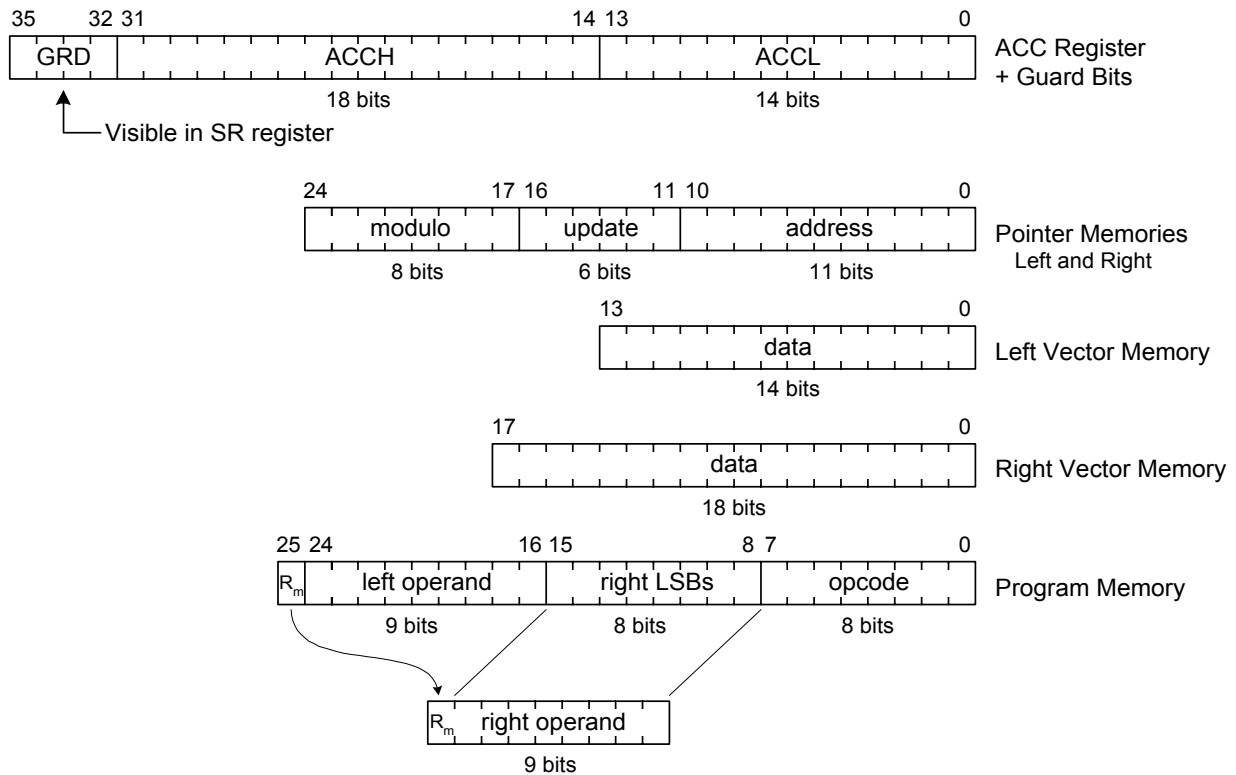 35 32 31 14 13 0
GRD ACCH ACCL
ACC Register
+ Guard Bits
18 bits 14 bits
Visible in SR register
24 17 16 11 10 0
modulo update address
Pointer Memories
Left and Right
8 bits 6 bits 11 bits
13 0
data
Left Vector Memory
14 bits
17 0
data
Right Vector Memory
18 bits
25 24 16 15 8 7 0
Rm left operand right LSBs opcode
Program Memory
9 bits 8 bits 8 bits
Rm right operand
9 bits